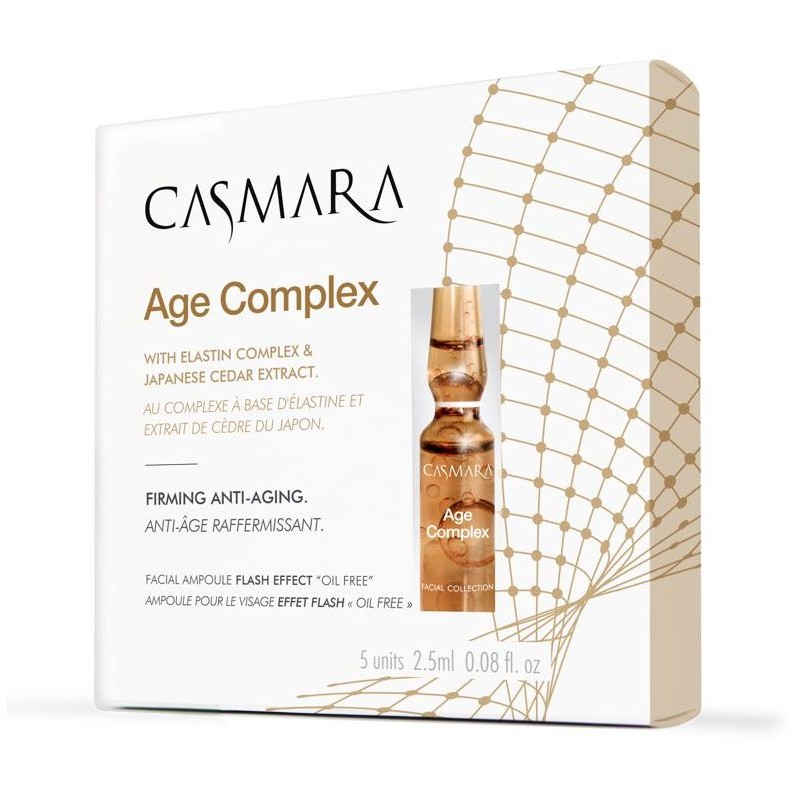 CASMARA
Age Complex
WITH ELASTIN COMPLEX &
JAPANESE CEDAR EXTRACT.
AU COMPLEXE À BASE D'ÉLASTINE ET
EXTRAIT DE CÈDRE DU JAPON.
FIRMING ANTI-AGING.
ANTI-ÂGE RAFFERMISSANT.
FACIAL AMPOULE FLASH EFFECT “OIL FREE”
AMPOULE POUR LE VISAGE EFFET FLASH « OIL FREE »
CASMARA
Age
Complex
FACIAL COLLECTION
5 units 2.5ml 0.08 fl. oz